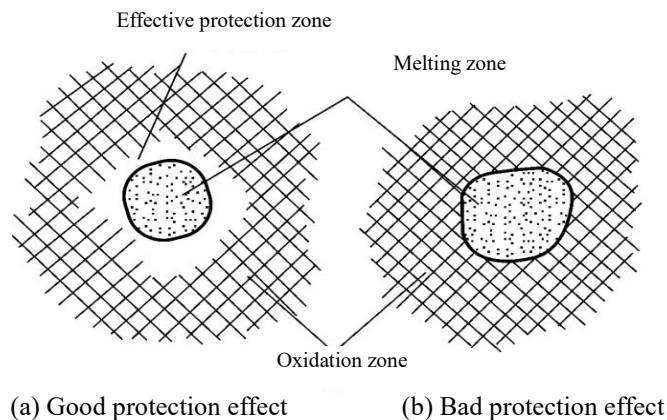 Effective protection zone
Melting zone
Oxidation zone
(a) Good protection effect
(b) Bad protection effect